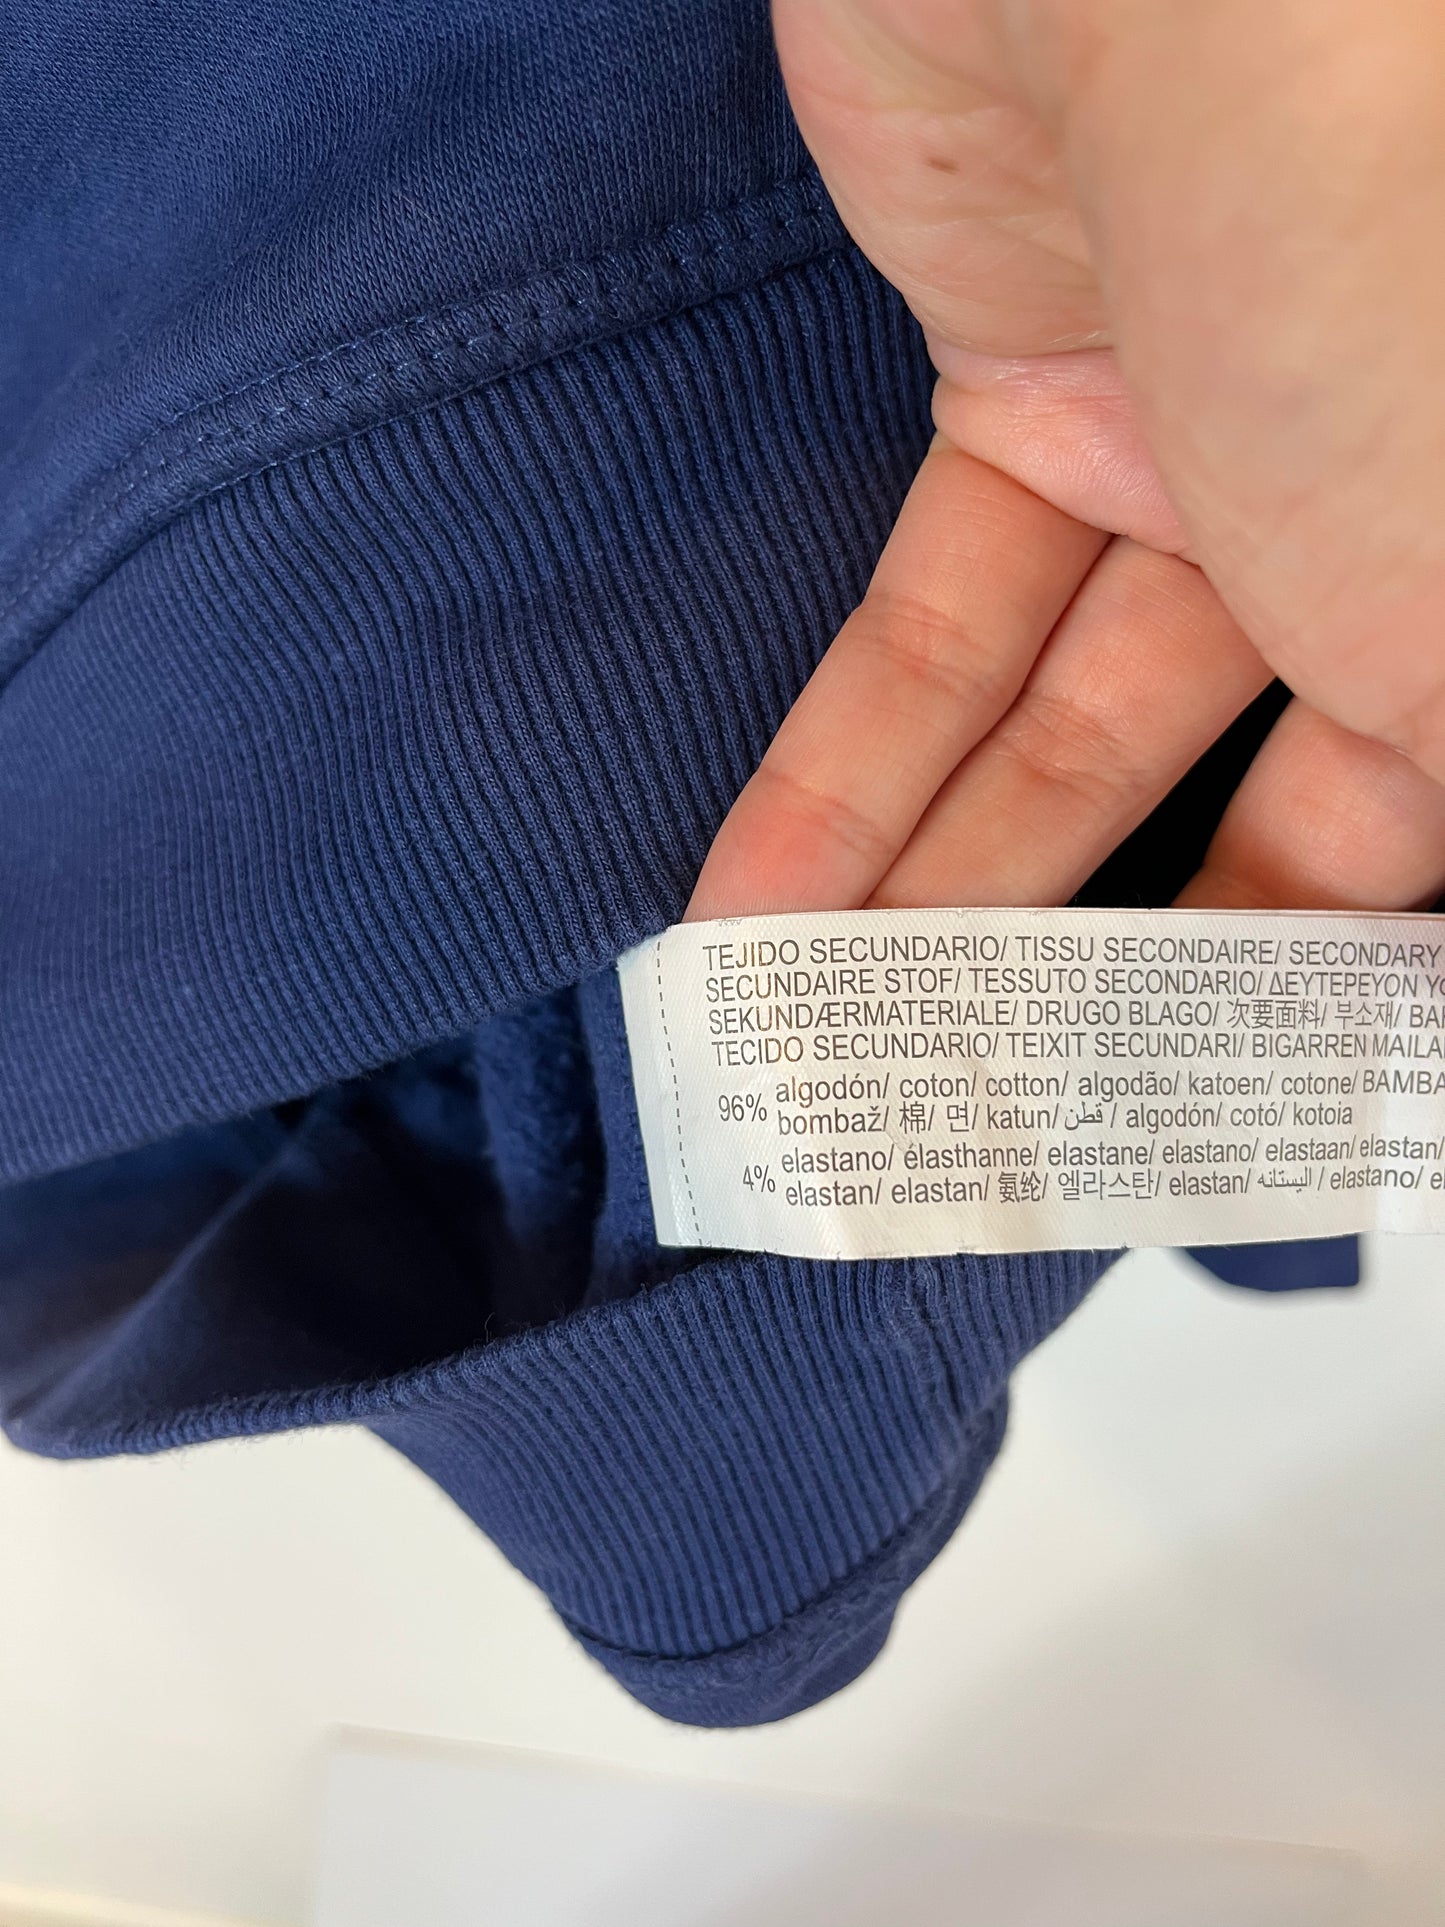 TEJIDO SECUNDARIO/ TISSU SECONDAIRE/ SECONDARY
SECUNDAIRE STOF/ TESSUTO SECONDARIO/ ΔΕΥΤΕΡΕΥΟΝ
SEKUNDÆRMATERIALE/ DRUGO BLAGO/ 次要面料/ 부소재/
TECIDO SECUNDÁRIO/ TEIXIT SECUNDARI/ BIGARREN
96% algodón/ coton/ cotton/ algodão/ katoen/ cotone/
bombaž/ 棉/ 면/ katun/ قطن / algodón/ cotó/ kotoia
4% elastano/ élasthanne/ elastane/ elastano/ elastaan/ elastan/
elastan/ elastan/ 氨纶/ 엘라스탄/ elastan/ اليستانه / elastano/